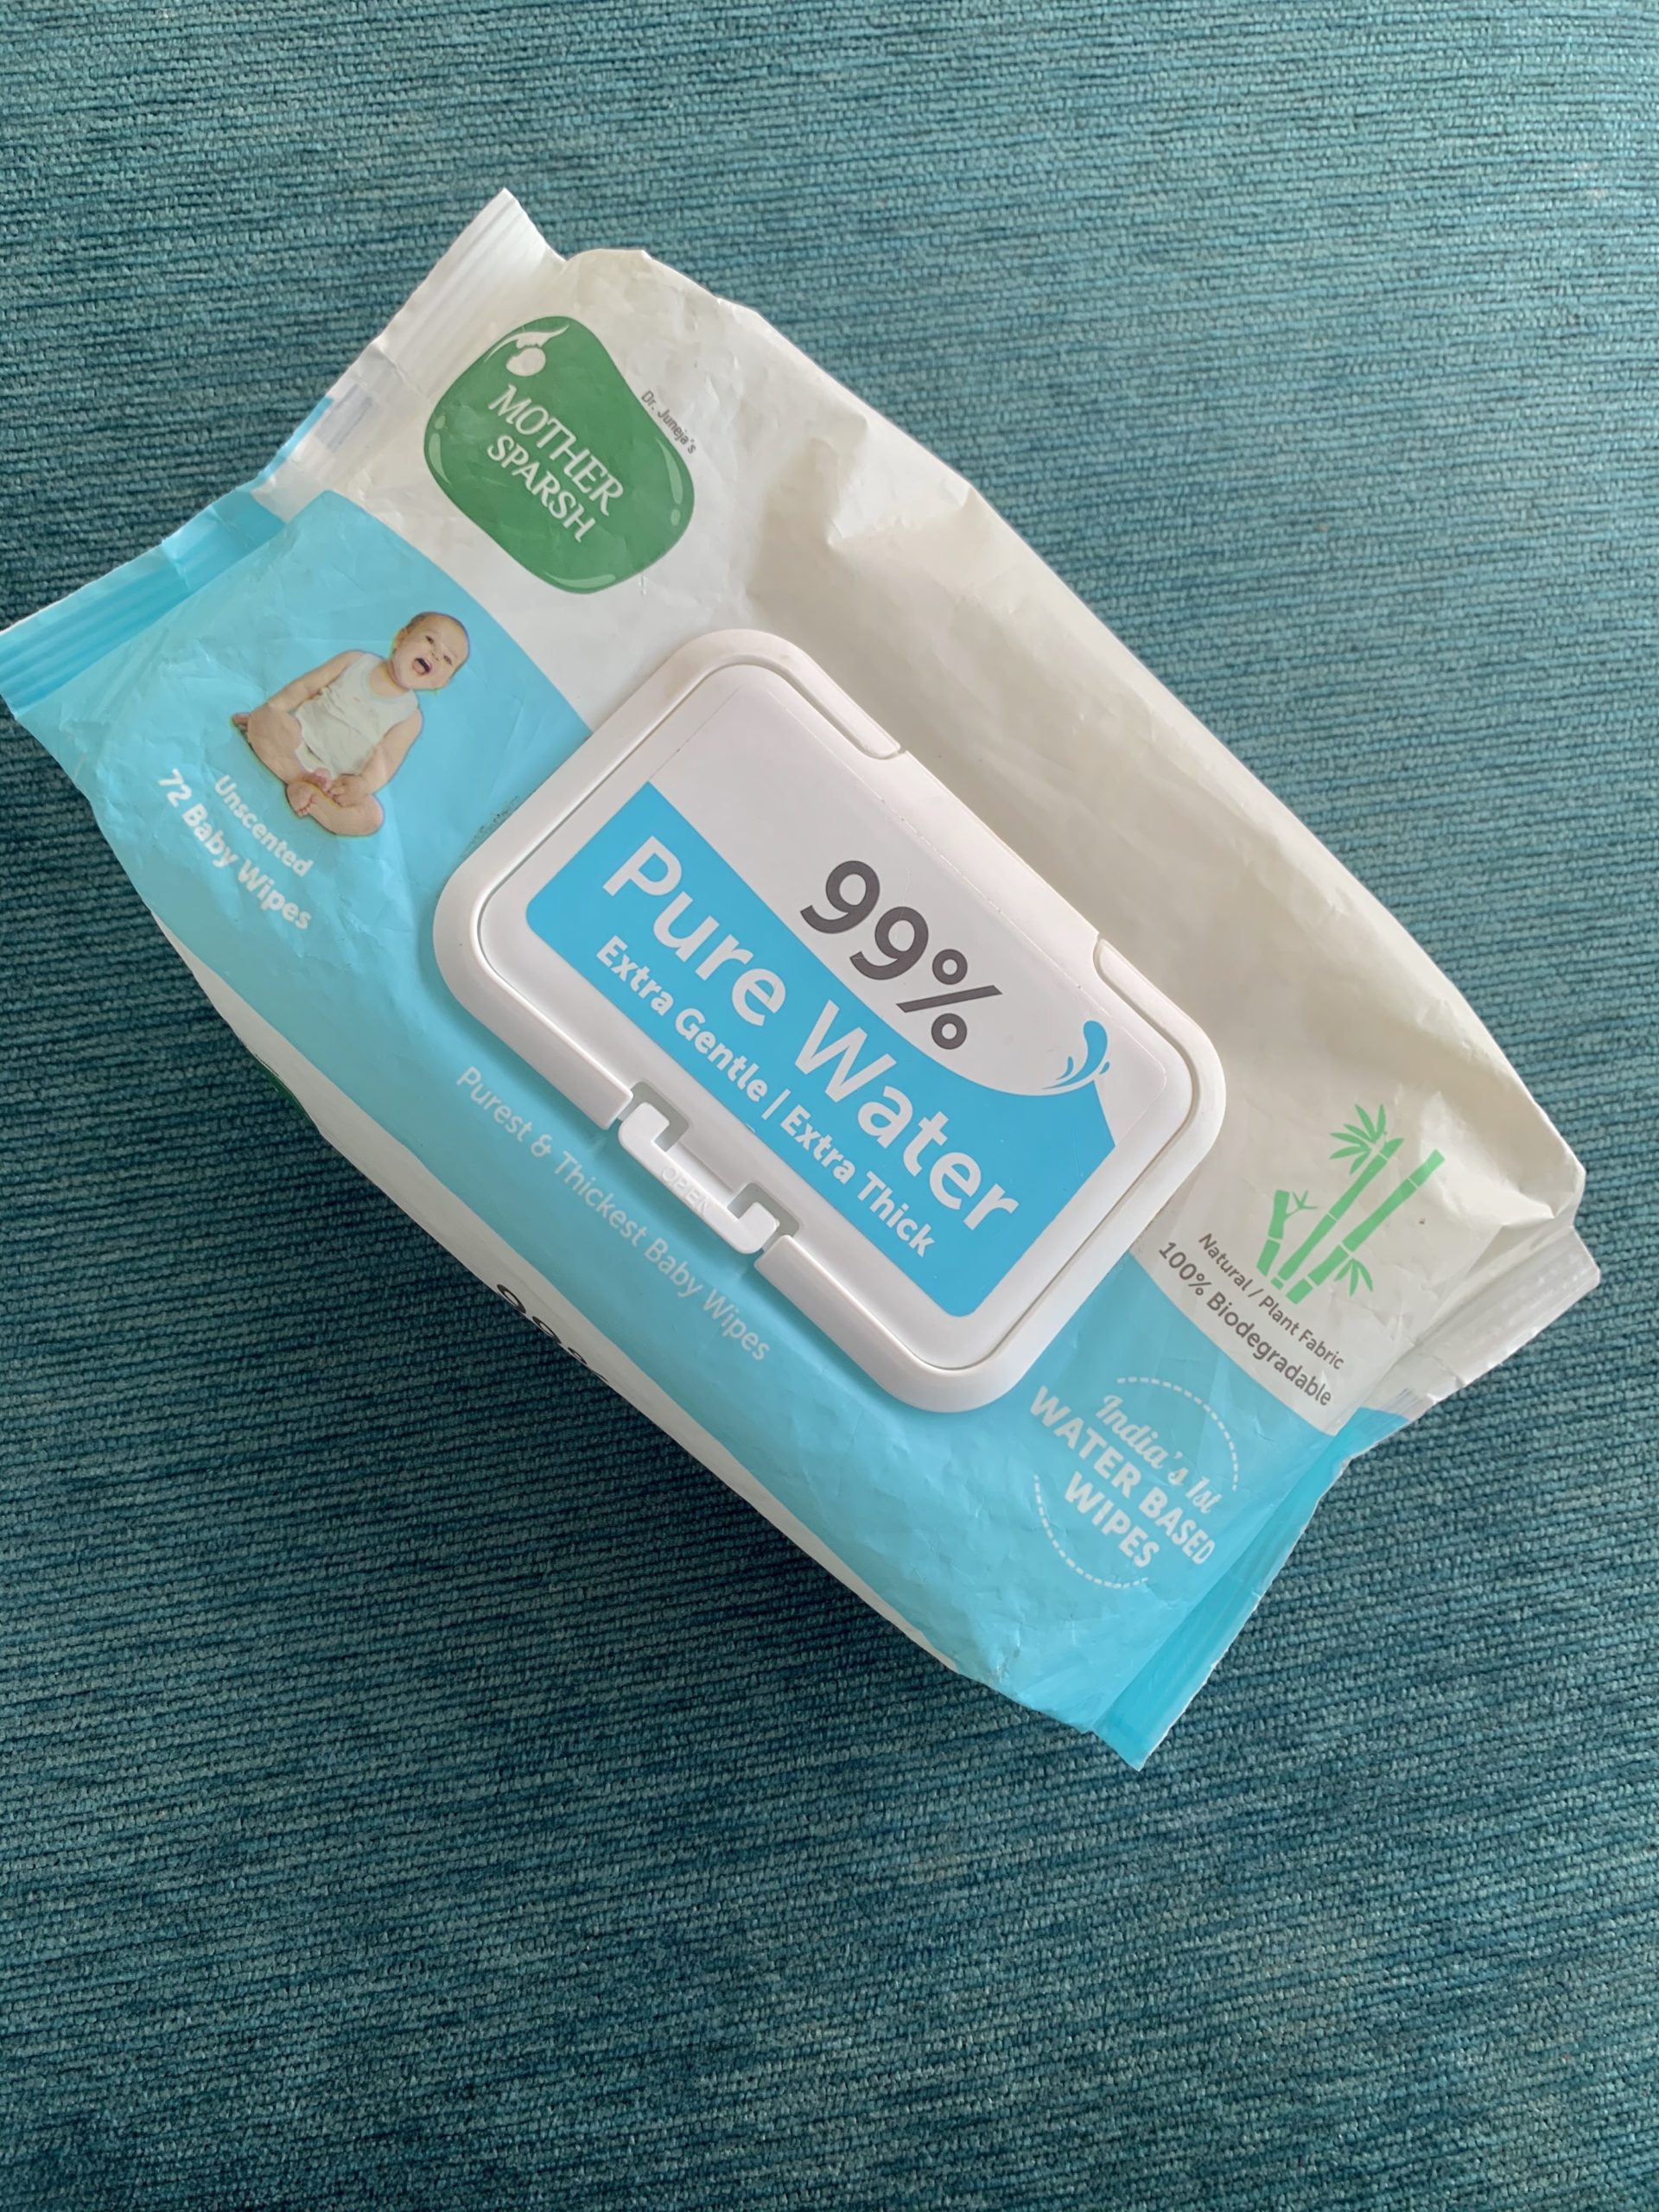 Dr. Juneja's
MOTHER
SPARSH
Unscented
72 Baby Wipes
99%
Pure Water
Extra Gentle | Extra Thick
OPEN
Purest & Thickest Baby Wipes
Natural / Plant Fabric
100% Biodegradable
India's 1st
WATER BASED
WIPES